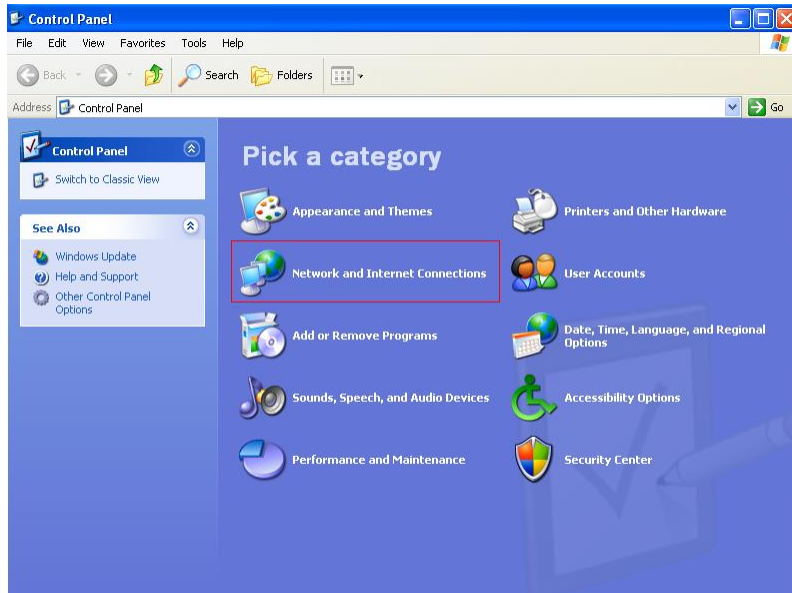 Control Panel
File Edit View Favorites Tools Help
Back Search Folders
Address Control Panel Go
Control Panel
Switch to Classic View
See Also
Windows Update
Help and Support
Other Control Panel
Options
Pick a category
Appearance and Themes
Printers and Other Hardware
Network and Internet Connections
User Accounts
Add or Remove Programs
Date, Time, Language, and Regional
Options
Sounds, Speech, and Audio Devices
Accessibility Options
Performance and Maintenance
Security Center